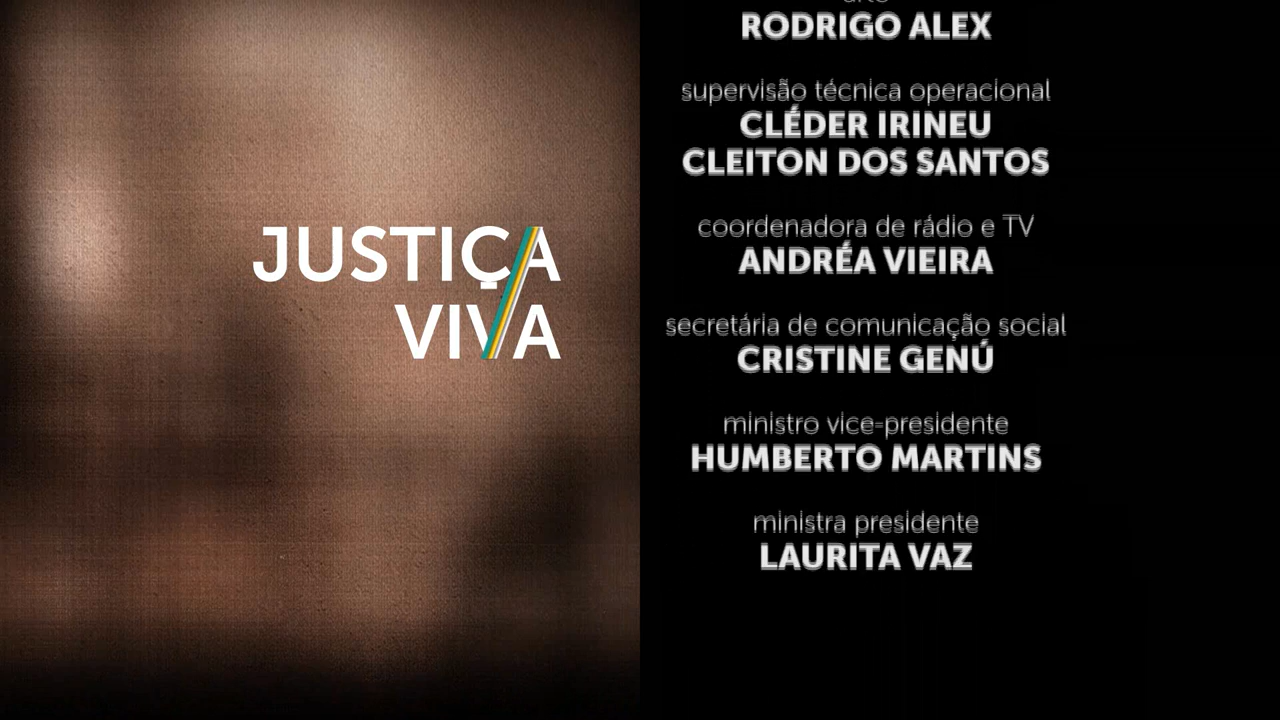 JUSTIÇA
VIVA
RODRIGO ALEX
supervisão técnica operacional
CLÉDER IRINEU
CLEITON DOS SANTOS
coordenadora de rádio e TV
ANDRÉA VIEIRA
secretária de comunicação social
CRISTINE GENÚ
ministro vice-presidente
HUMBERTO MARTINS
ministra presidente
LAURITA VAZ